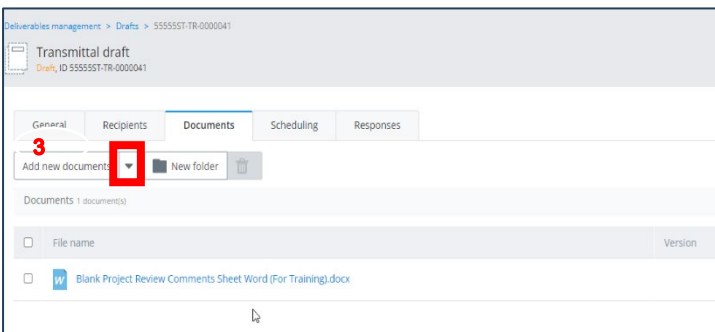 Deliverables management > Drafts > 55555ST-TR-0000041
Transmittal draft
Draft, ID 55555ST-TR-0000041
General Recipients Documents Scheduling Responses
3
Add new documents New folder
Documents 1 document(s)
File name Version
W Blank Project Review Comments Sheet Word (For Training).docx